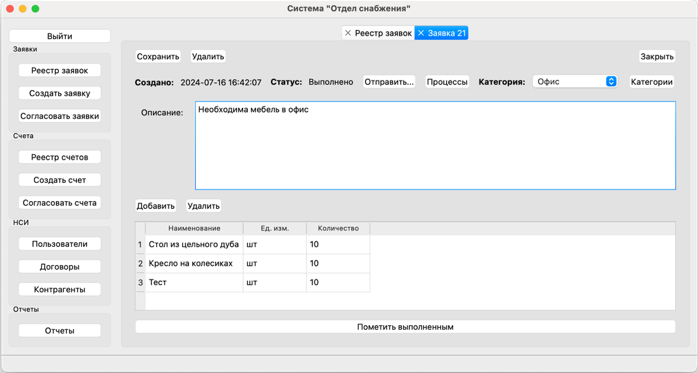 Система "Отдел снабжения"
Выйти
Заявки
Реестр заявок
Создать заявку
Согласовать заявки
Счета
Реестр счетов
Создать счет
Согласовать счета
НСИ
Пользователи
Договоры
Контрагенты
Отчеты
Отчеты
Реестр заявок Заявка 21
Сохранить Удалить Закрыть
Создано: 2024-07-16 16:42:07 Статус: Выполнено Отправить... Процессы Категория: Офис Категории
Описание: Необходима мебель в офис
Добавить Удалить
Наименование Ед. изм. Количество
1 Стол из цельного дуба шт 10
2 Кресло на колесиках шт 10
3 Тест шт 10
Пометить выполненным